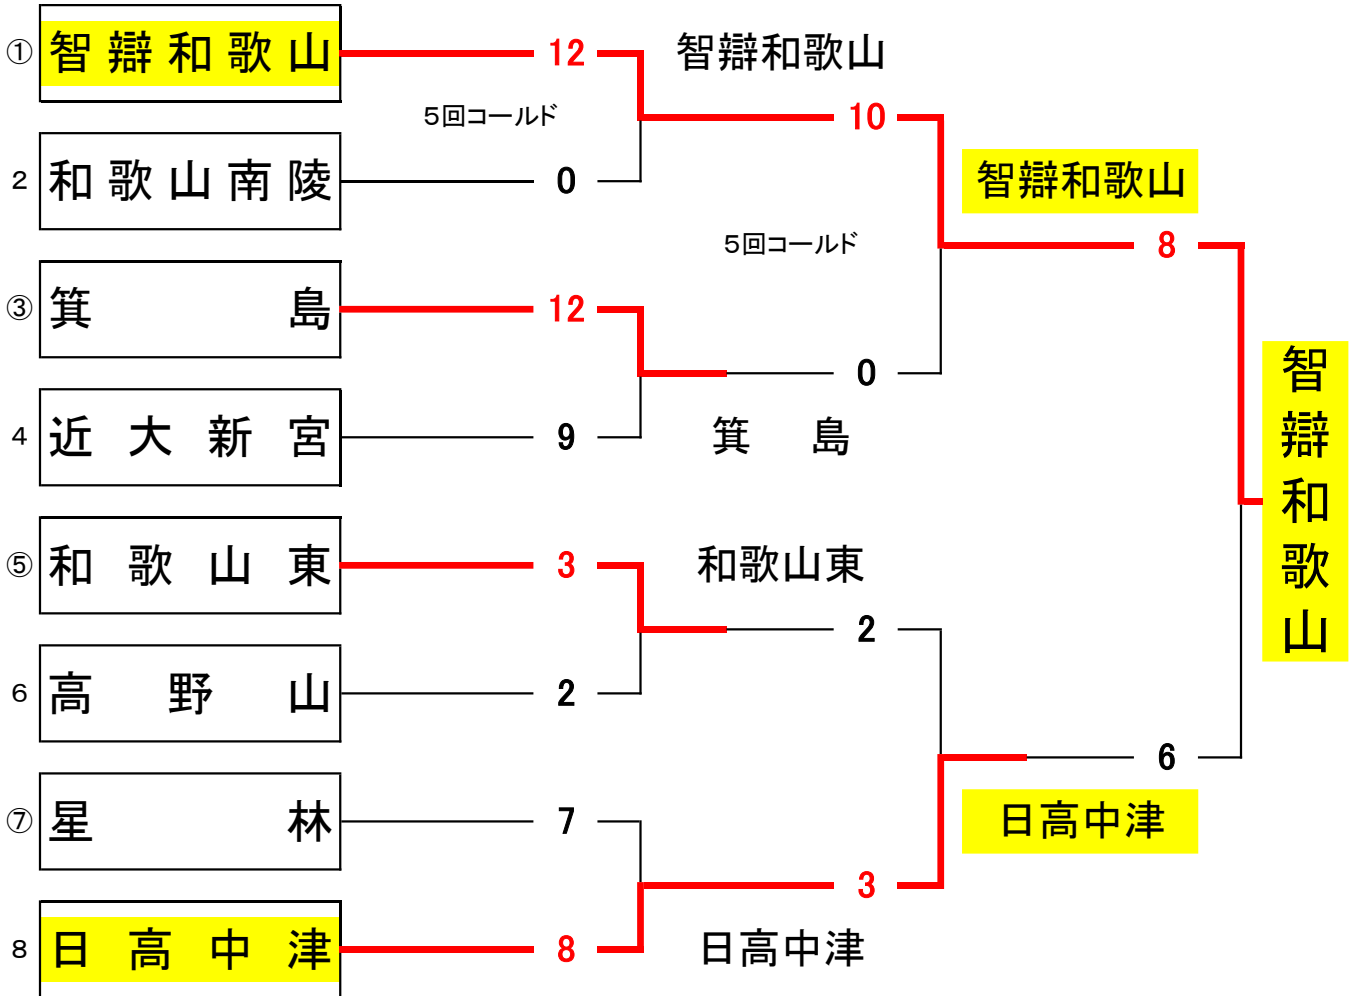 ① 智辯和歌山 12 智辯和歌山
5回コールド 10
2 和歌山南陵 0 智辯和歌山
5回コールド 8
③ 箕島 12
0 智辯和歌山
4 近大新宮 9 箕島
⑤ 和歌山東 3 和歌山東
2
6 高野山 2
6
⑦ 星林 7 日高中津
3
8 日高中津 8 日高中津